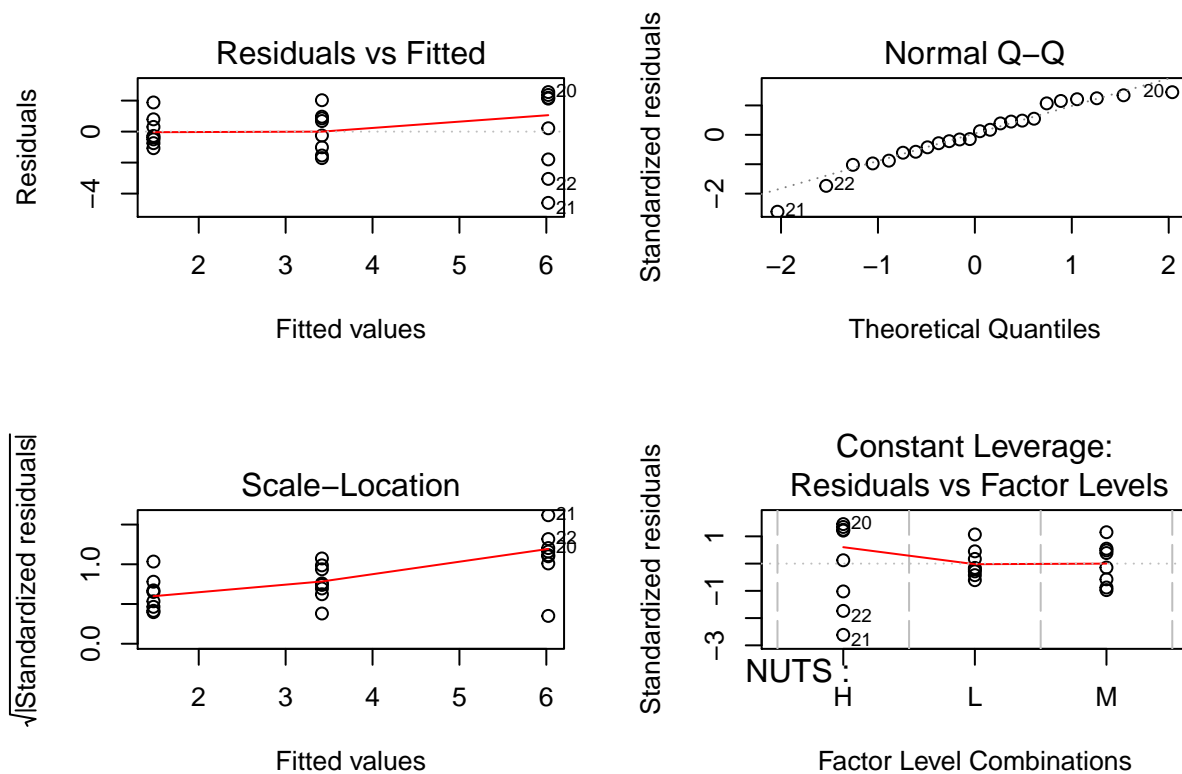 Residuals vs Fitted
Residuals
0
−4
2 3 4 5 6
Fitted values
20
22
21
Normal Q−Q
Standardized residuals
0
−2
−2 −1 0 1 2
Theoretical Quantiles
20
22
21
Scale−Location
√|Standardized residuals|
1.0
0.0
2 3 4 5 6
Fitted values
21
22
20
Constant Leverage:
Residuals vs Factor Levels
Standardized residuals
1
−1
−3
20
22
21
NUTS :
H L M
Factor Level Combinations